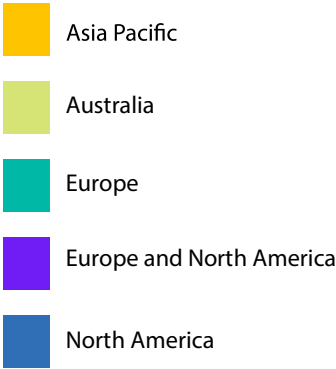 Asia Pacific
Australia
Europe
Europe and North America
North America